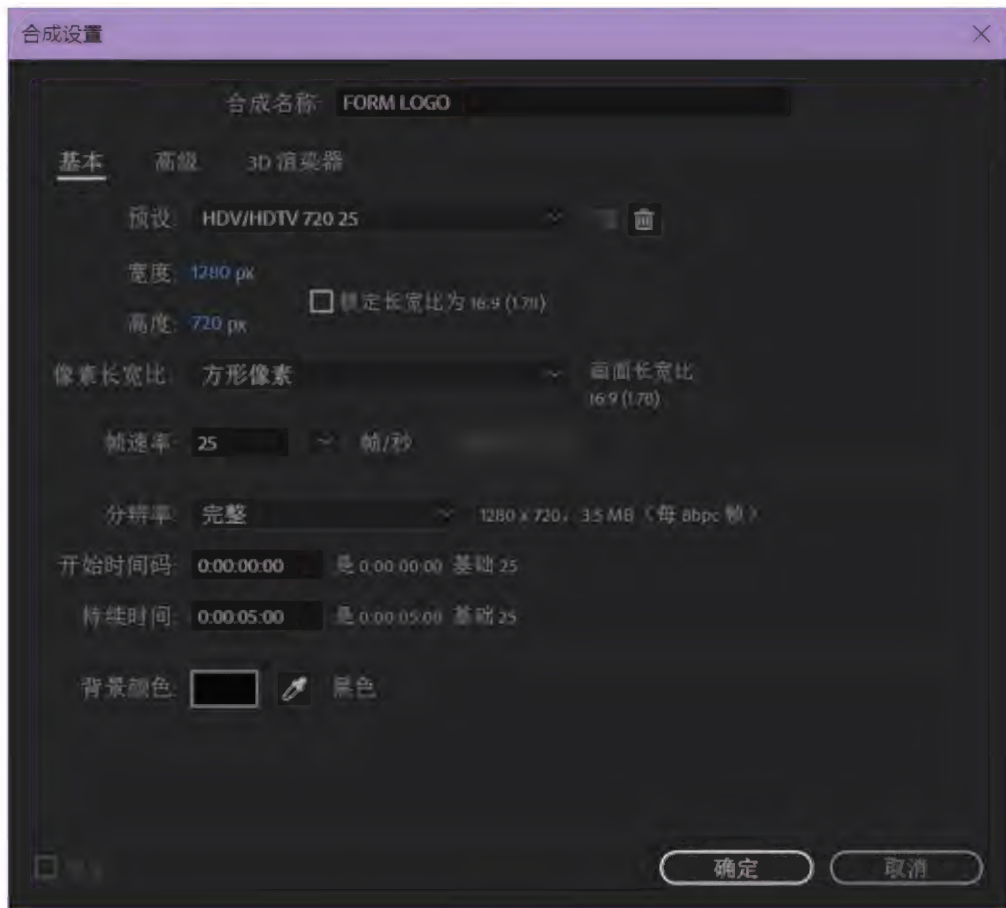 合成设置
合成名称: FORM LOGO
基本 高级 3D 渲染器
预设: HDV/HDTV 720 25
宽度: 1280 px
锁定长宽比为 16:9 (1.78)
高度: 720 px
像素长宽比: 方形像素 画面长宽比:
16:9 (1.78)
帧速率: 25 帧/秒
分辨率: 完整 1280 x 720，3.5 MB（每 8bpc 帧）
开始时间码: 0:00:00:00 是 0:00:00:00 基础 25
持续时间: 0:00:05:00 是 0:00:05:00 基础 25
背景颜色: 黑色
确定 取消